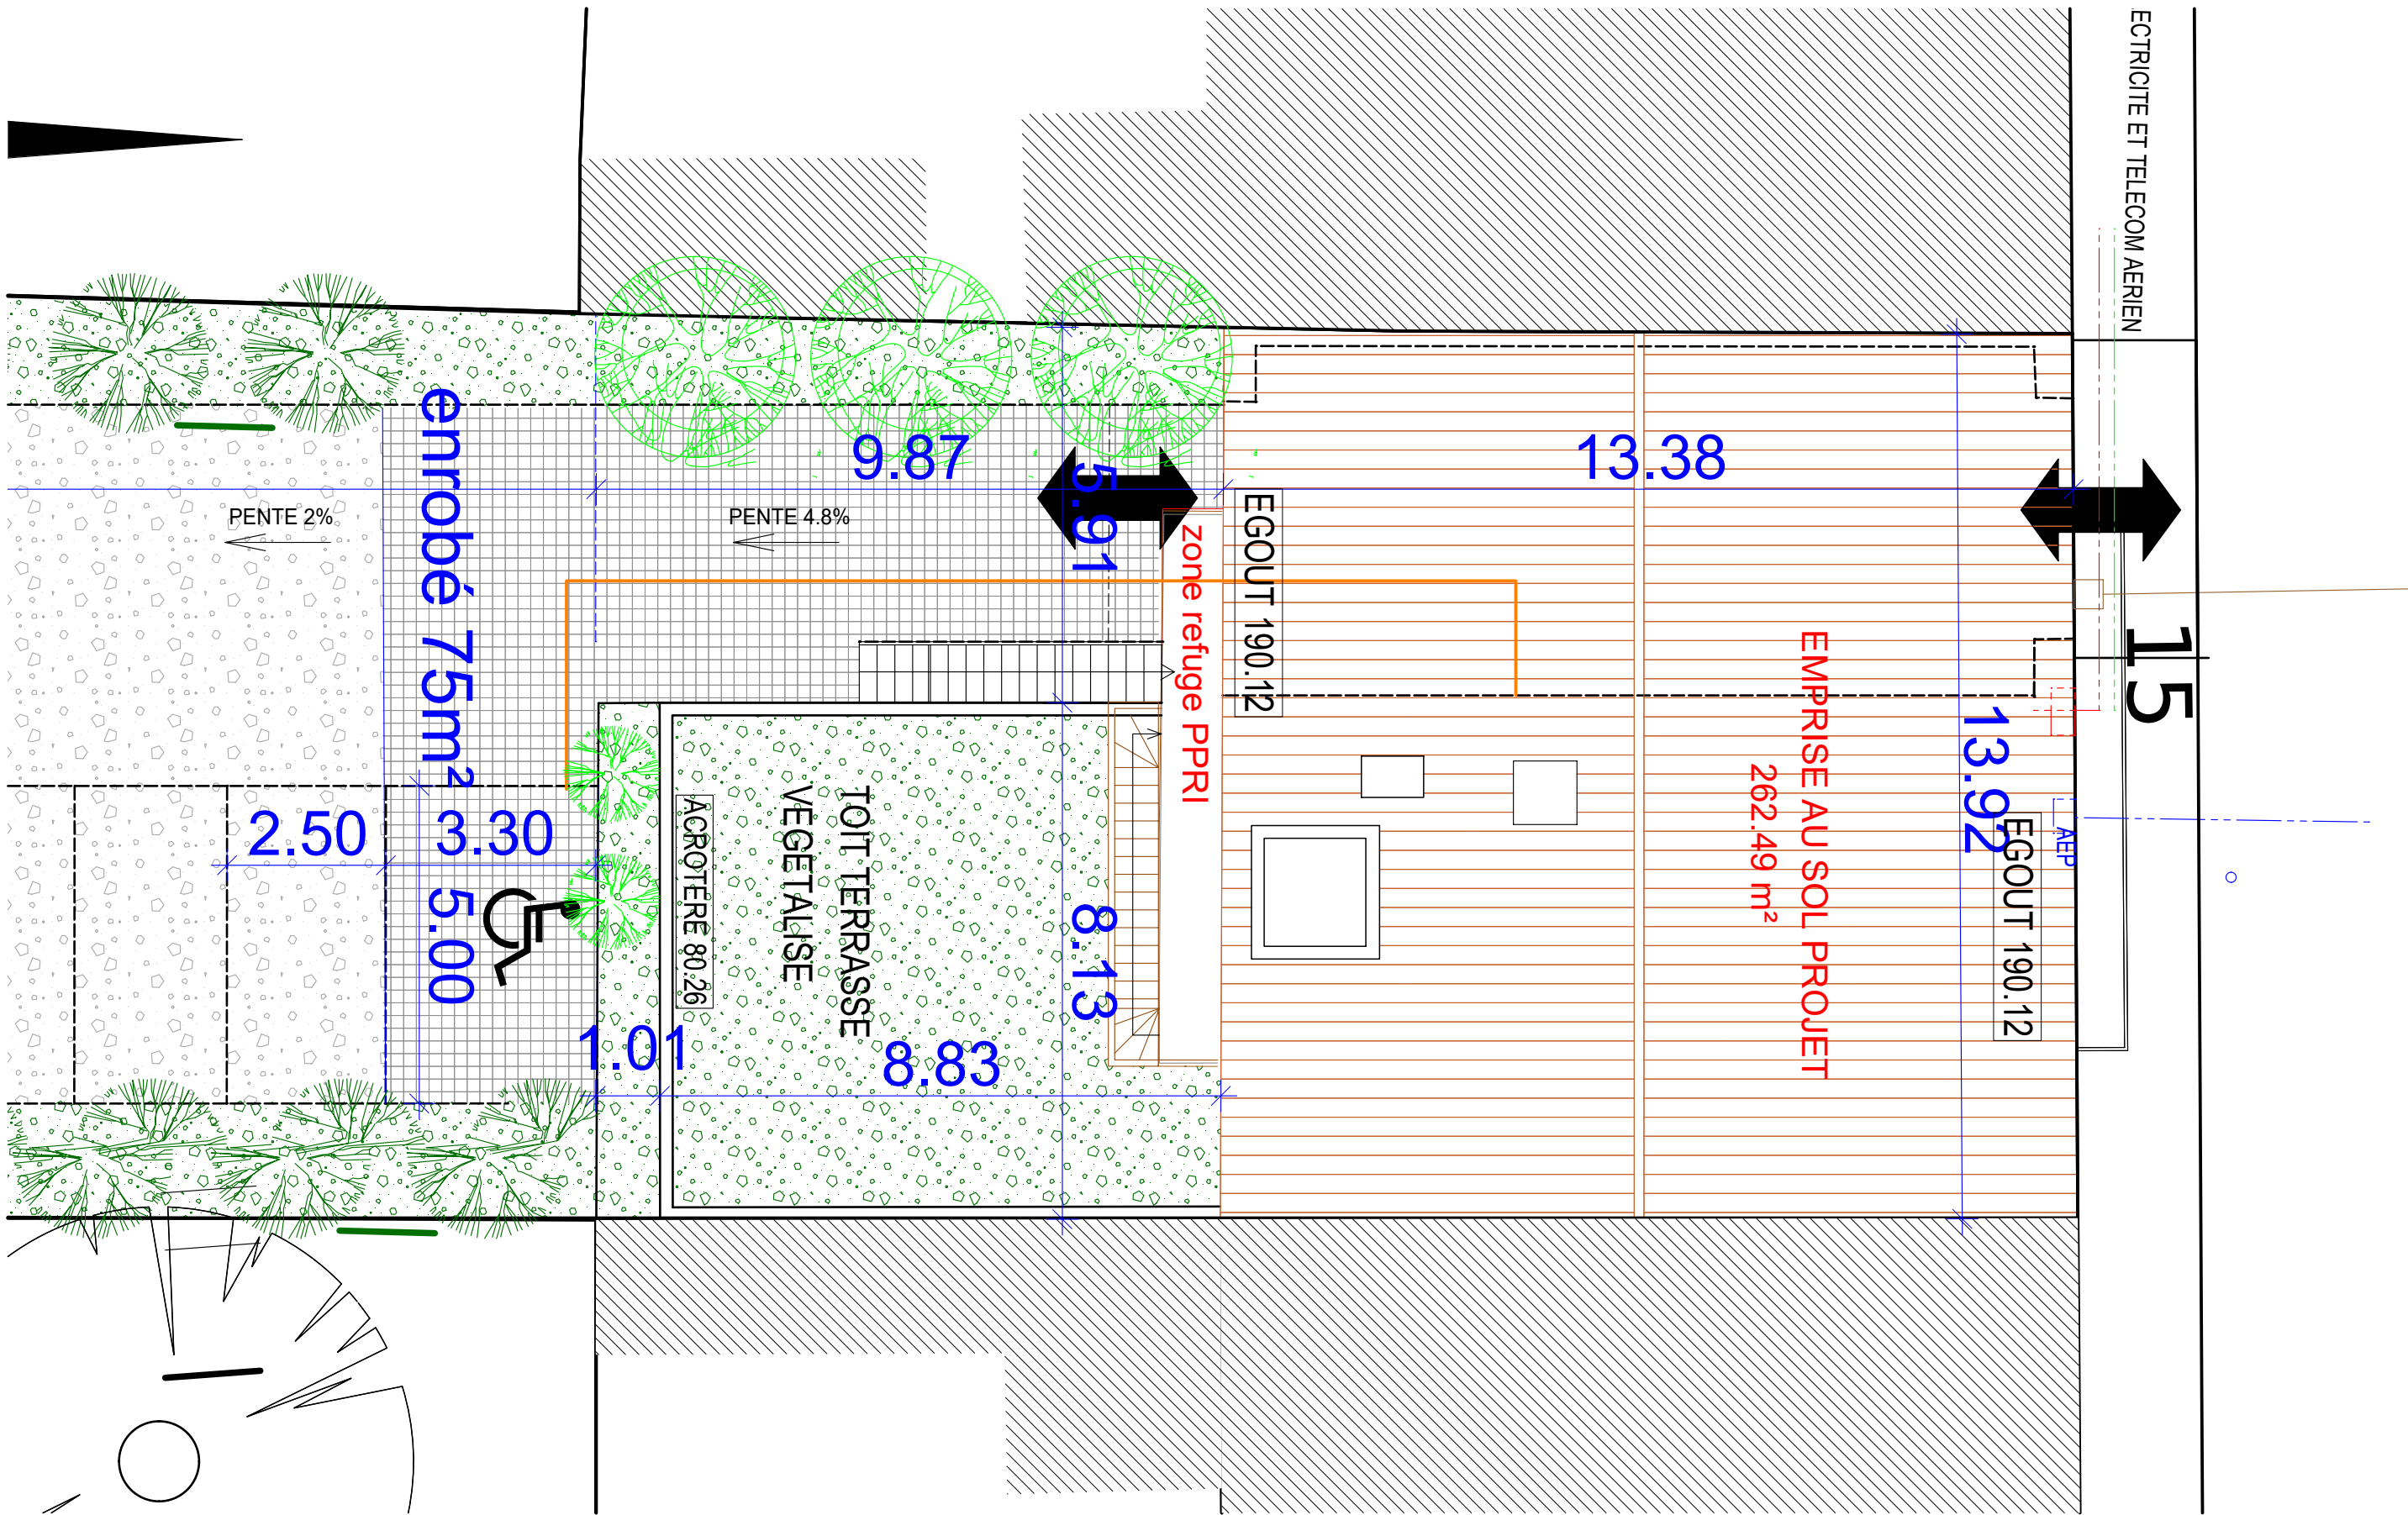 ECTRICITE ET TELECOM AERIEN
15
enrobé 75m²
PENTE 2%
PENTE 4.8%
9.87
5.91
13.38
EGOUT 190.12
zone refuge PPRI
EMPRISE AU SOL PROJET
262.49 m²
13.92
EGOUT 190.12
AEP
2.50
3.30
5.00
ACROTERE 80.26
TOIT TERRASSE
VEGETALISE
8.13
1.01
8.83